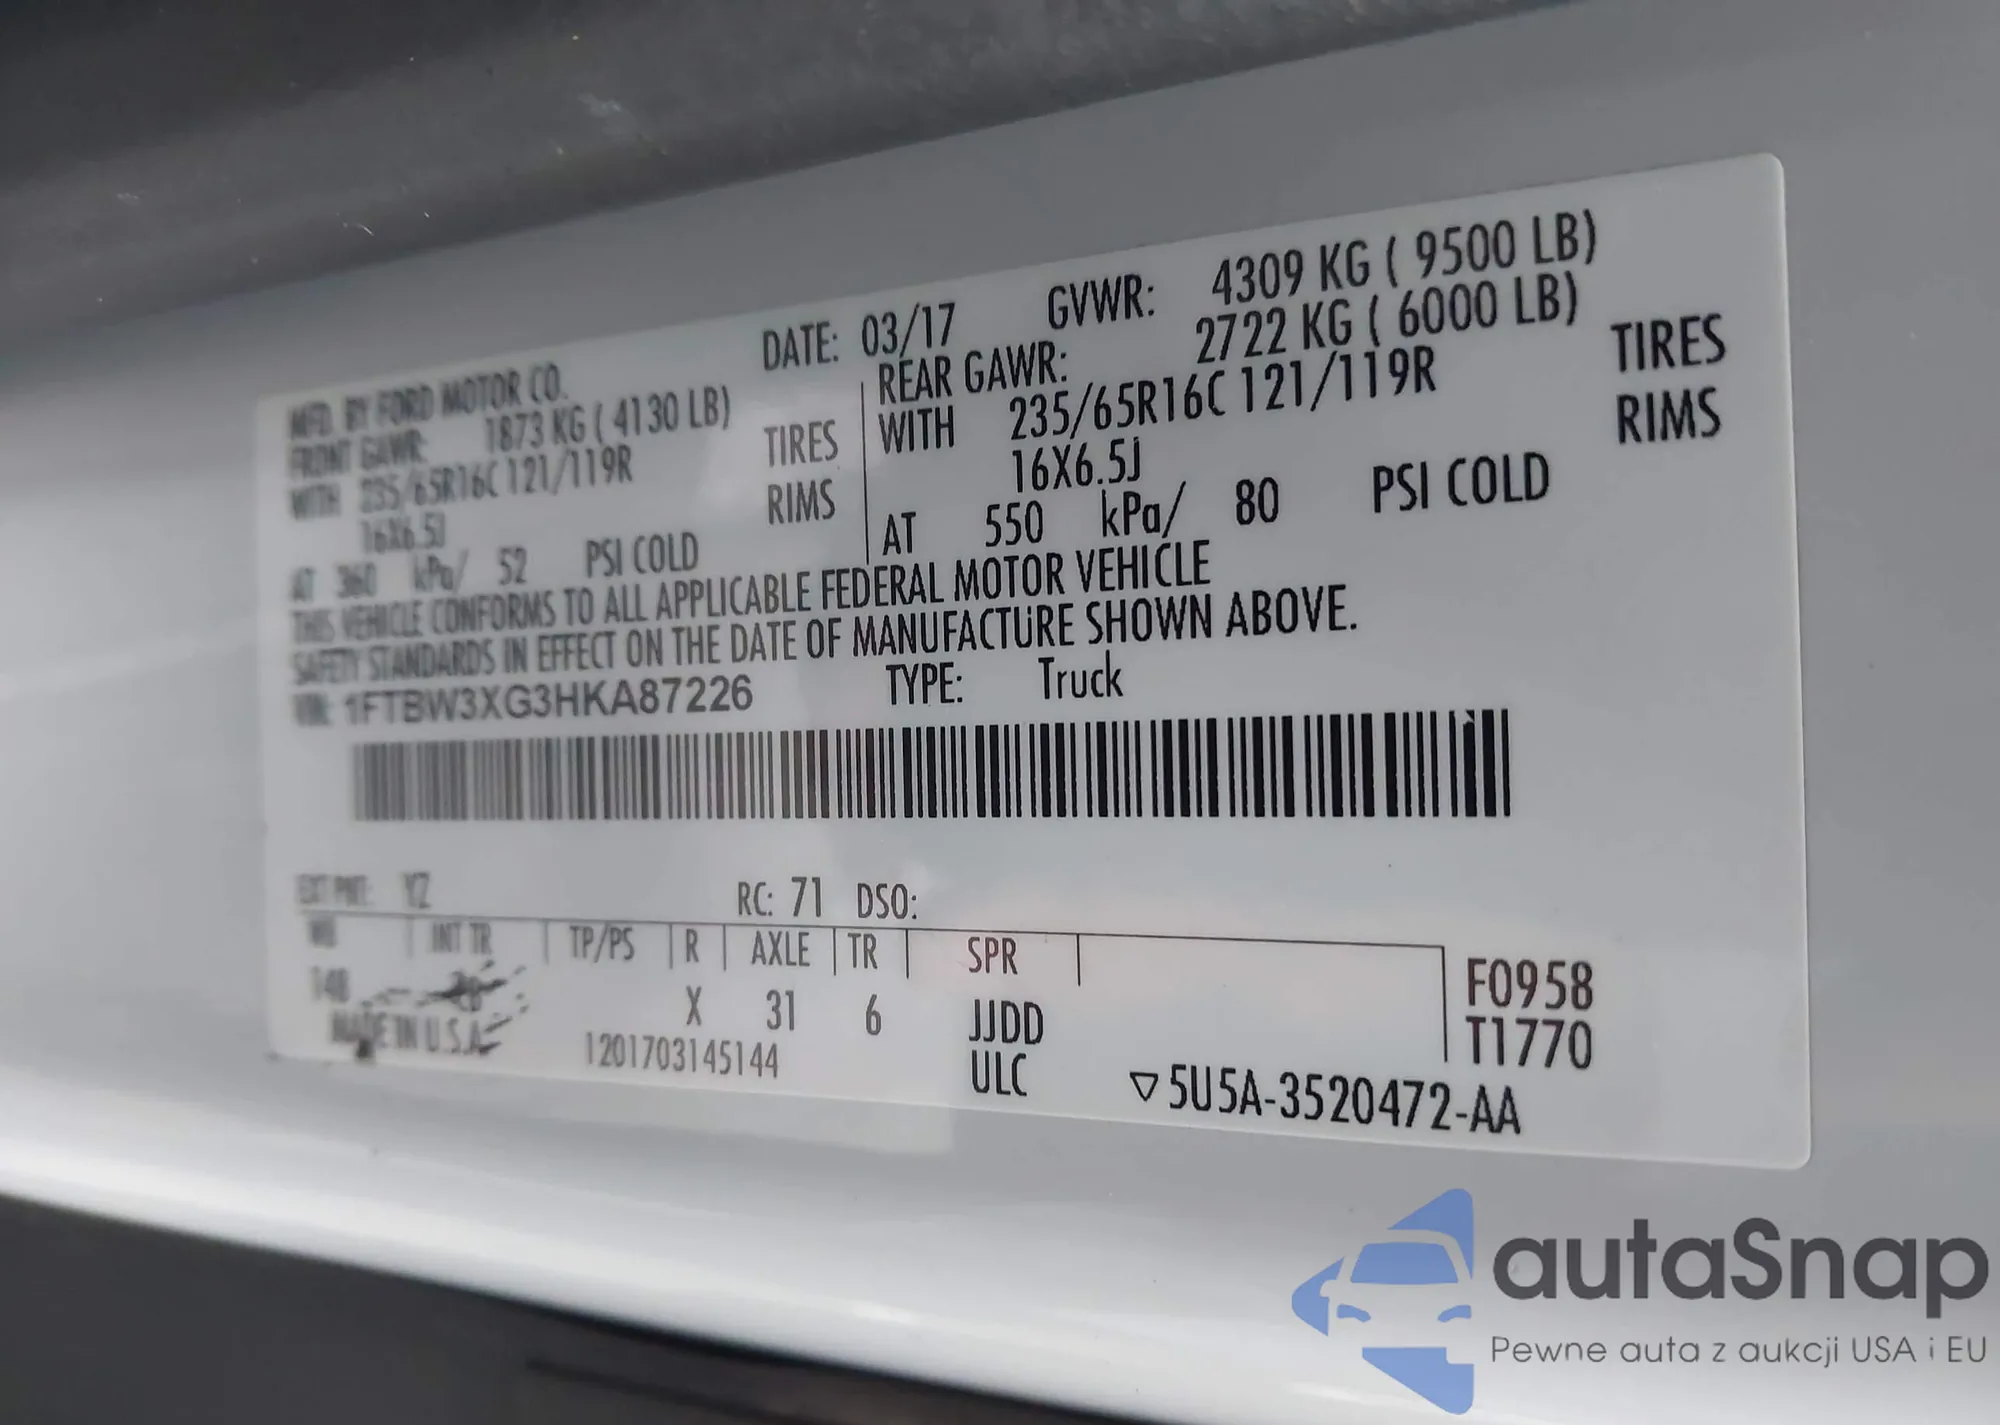 MFD. BY FORD MOTOR CO. DATE: 03/17 GVWR: 4309 KG ( 9500 LB)
FRONT GAWR: 1873 KG ( 4130 LB) REAR GAWR: 2722 KG ( 6000 LB)
WITH 235/65R16C 121/119R TIRES WITH 235/65R16C 121/119R TIRES
16X6.5J RIMS 16X6.5J RIMS
AT 360 kPa/ 52 PSI COLD AT 550 kPa/ 80 PSI COLD
THIS VEHICLE CONFORMS TO ALL APPLICABLE FEDERAL MOTOR VEHICLE
SAFETY STANDARDS IN EFFECT ON THE DATE OF MANUFACTURE SHOWN ABOVE.
VIN: 1FTBW3XG3HKA87226 TYPE: Truck
EXT PNT: YZ RC: 71 DSO:
WB INT TR TP/PS R AXLE TR SPR
148 X 31 6 JJDD
F0958
T1770
MADE IN U.S.A. 1201703145144 ULC
▽5U5A-3520472-AA
autaSnap
Pewne auta z aukcji USA i EU